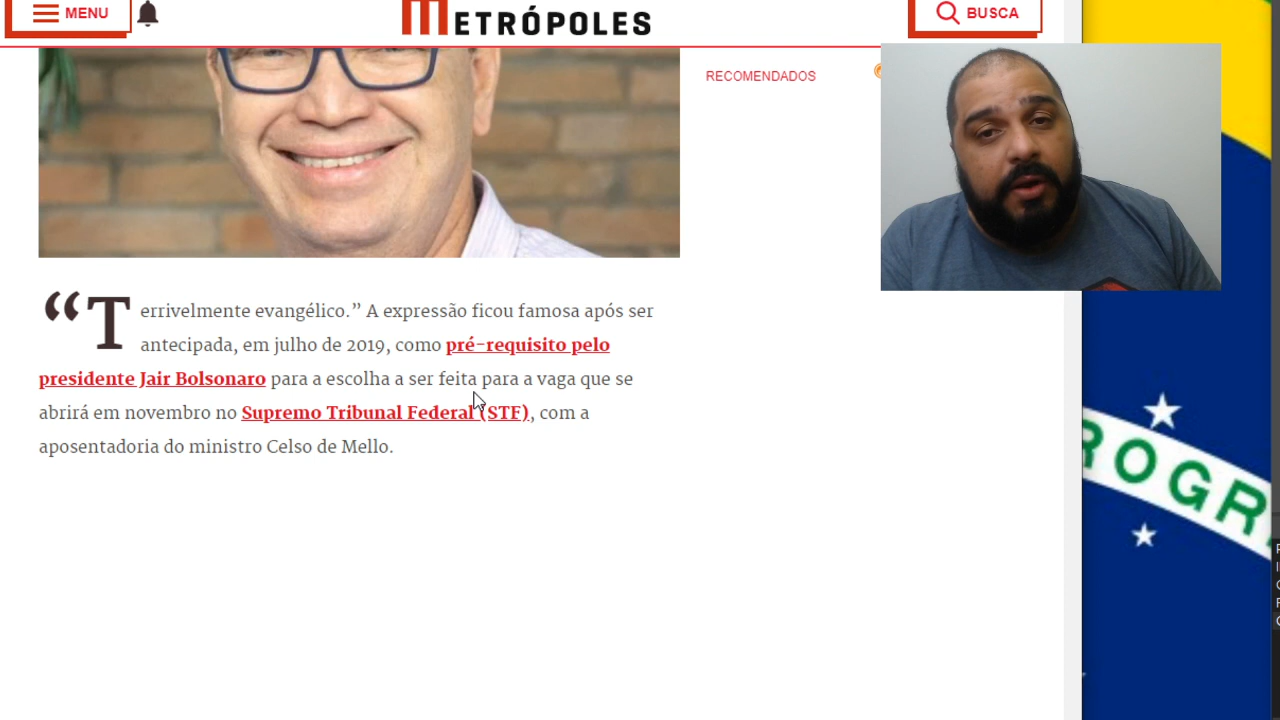 MENU
METRÓPOLES
BUSCA
RECOMENDADOS
“Terrivelmente evangélico.” A expressão ficou famosa após ser
antecipada, em julho de 2019, como pré-requisito pelo
presidente Jair Bolsonaro para a escolha a ser feita para a vaga que se
abrirá em novembro no Supremo Tribunal Federal (STF), com a
aposentadoria do ministro Celso de Mello.
ROGR